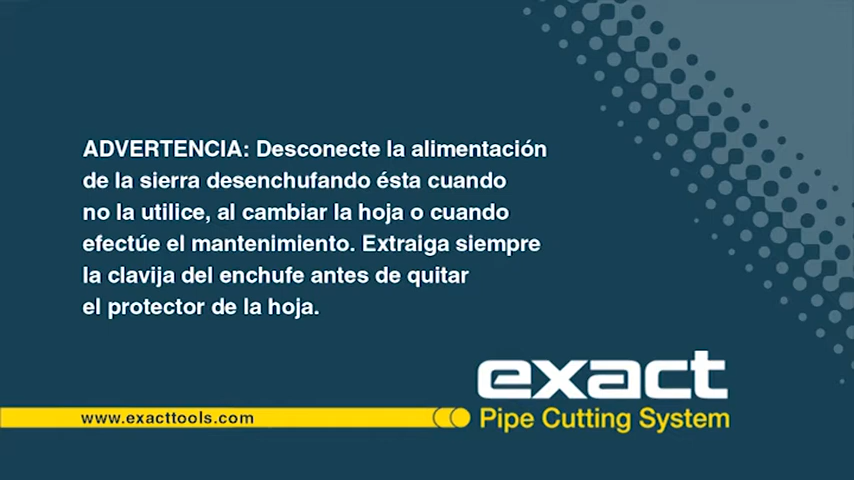 ADVERTENCIA: Desconecte la alimentación
de la sierra desenchufando ésta cuando
no la utilice, al cambiar la hoja o cuando
efectúe el mantenimiento. Extraiga siempre
la clavija del enchufe antes de quitar
el protector de la hoja.
exact
www.exacttools.com
Pipe Cutting System